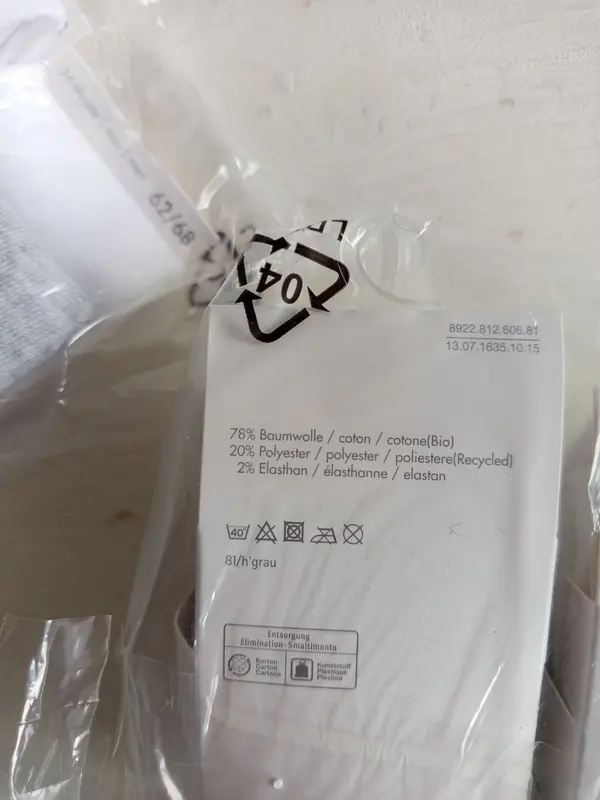 62/68
04
8922.812.606.81
13.07.1635.10.15
78% Baumwolle / coton / cotone(Bio)
20% Polyester / polyester / poliestere(Recycled)
2% Elasthan / élasthanne / elastan
40°
81/h'grau
Entsorgung
Elimination-Smaltimento
Karton
Carton
Cartone
Kunststoff
Plastique
Plastica